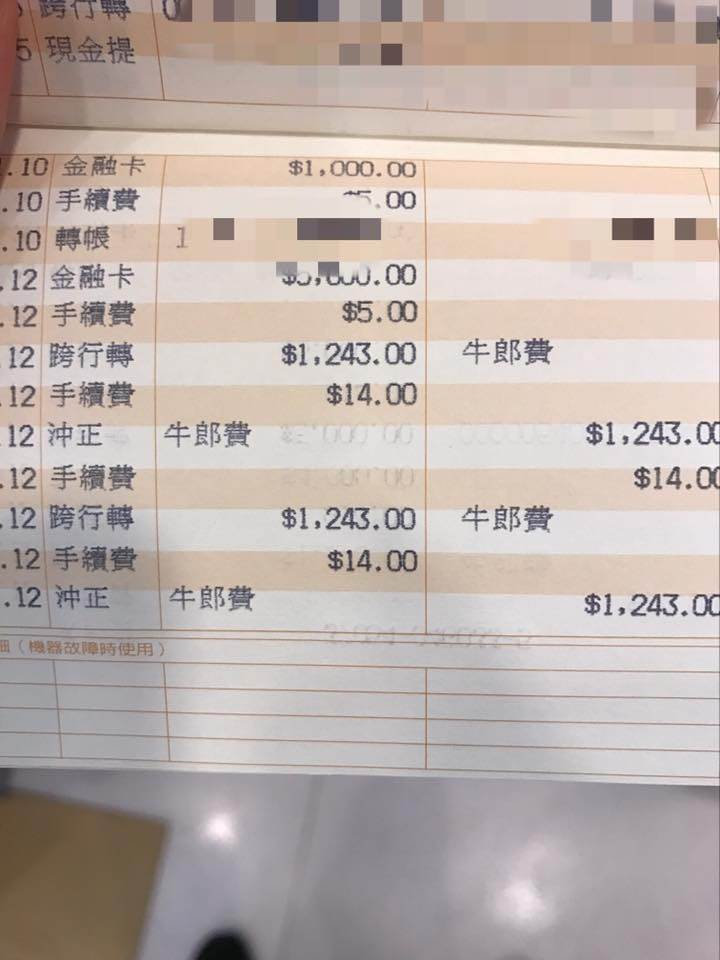 跨行轉
5 現金提
.10 金融卡 $1,000.00
.10 手續費 .00
.10 轉帳 1
.12 金融卡 .00
.12 手續費 $5.00
.12 跨行轉 $1,243.00 牛郎費
.12 手續費 $14.00
.12 沖正 牛郎費 $1,243.00
.12 手續費 $14.00
.12 跨行轉 $1,243.00 牛郎費
.12 手續費 $14.00
.12 沖正 牛郎費 $1,243.00
(機器故障時使用)